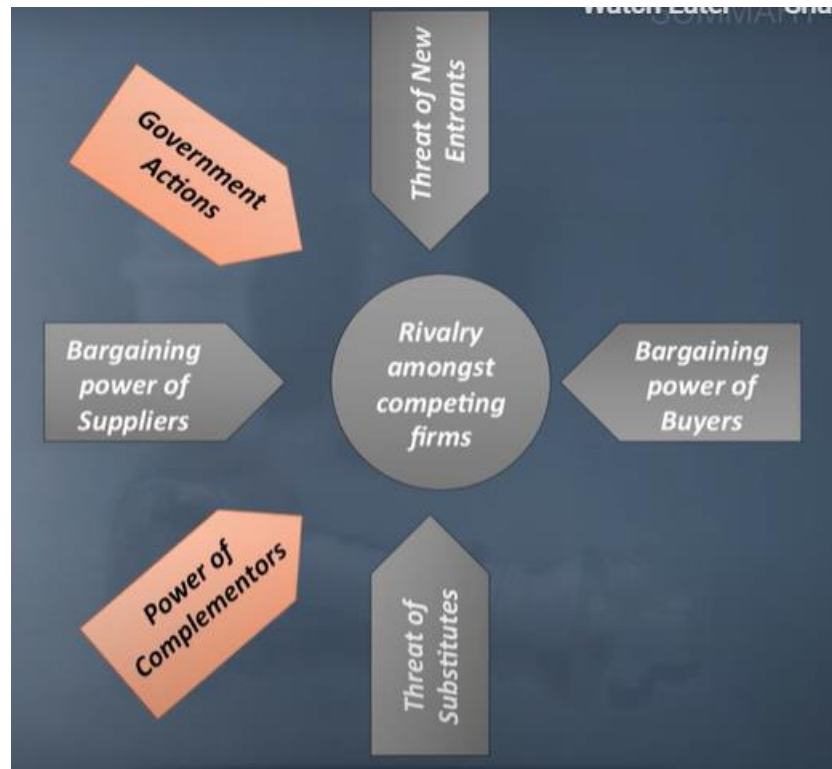 SUMMARY
Threat of New
Entrants
Government
Actions
Bargaining
power of
Suppliers
Rivalry
amongst
competing
firms
Bargaining
power of
Buyers
Power of
Complementors
Threat of
Substitutes